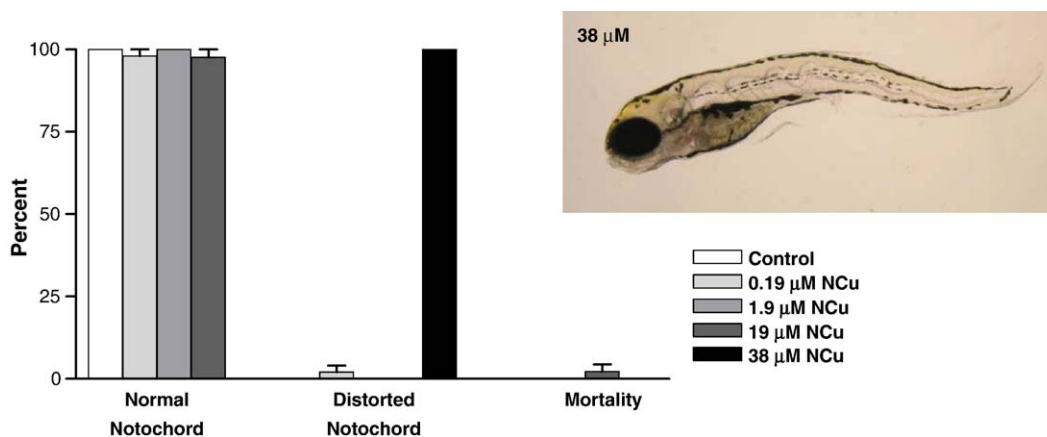 100
75
50
25
0
Percent
Normal
Notochord
Distorted
Notochord
Mortality
38 μM
Control
0.19 μM NCu
1.9 μM NCu
19 μM NCu
38 μM NCu